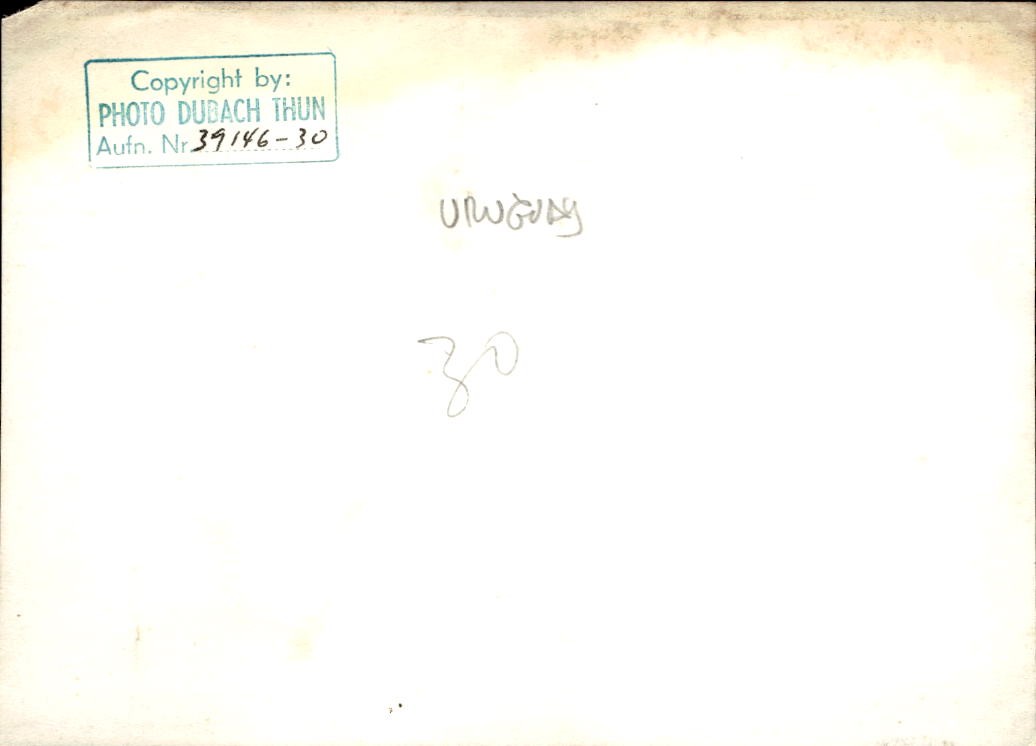 Copyright by:
PHOTO DUBACH THUN
Aufn. Nr 39146-30
URUGUAY
30